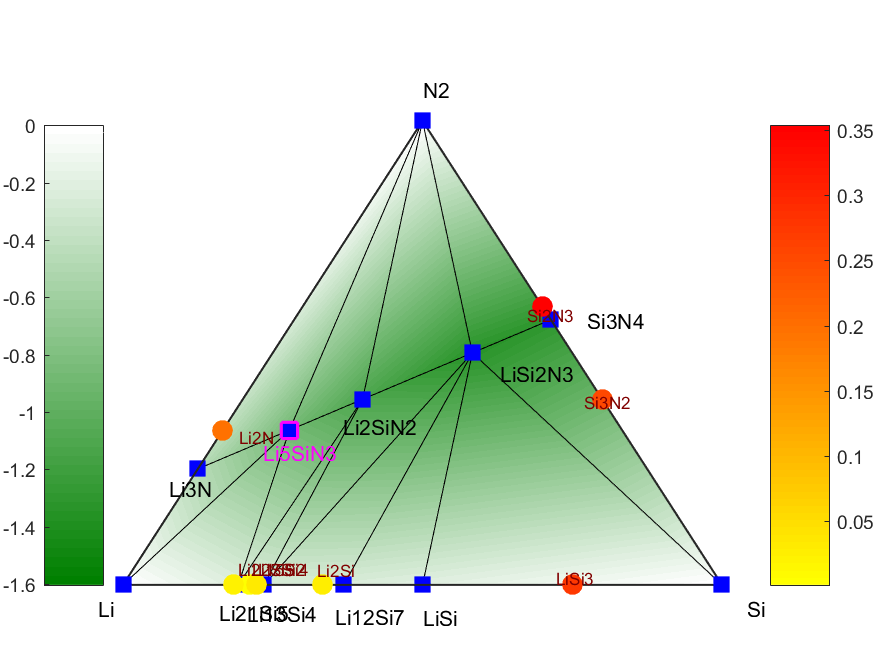 N2
0
-0.2
-0.4
-0.6
-0.8
-1
-1.2
-1.4
-1.6
0.35
0.3
0.25
0.2
0.15
0.1
0.05
Si2N3
Si3N4
LiSi2N3
Si3N2
Li2SiN2
Li2N
Li5SiN3
Li3N
Li2Si
LiSi3
Li
Li21Si5
Li13Si4
Li12Si7
LiSi
Si